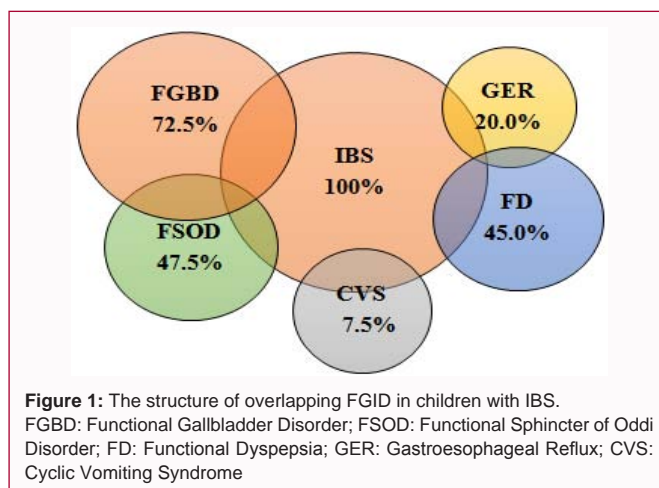 FGBD
72.5%
GER
20.0%
IBS
100%
FD
45.0%
FSOD
47.5%
CVS
7.5%
Figure 1: The structure of overlapping FGID in children with IBS.
FGBD: Functional Gallbladder Disorder; FSOD: Functional Sphincter of Oddi
Disorder; FD: Functional Dyspepsia; GER: Gastroesophageal Reflux; CVS:
Cyclic Vomiting Syndrome